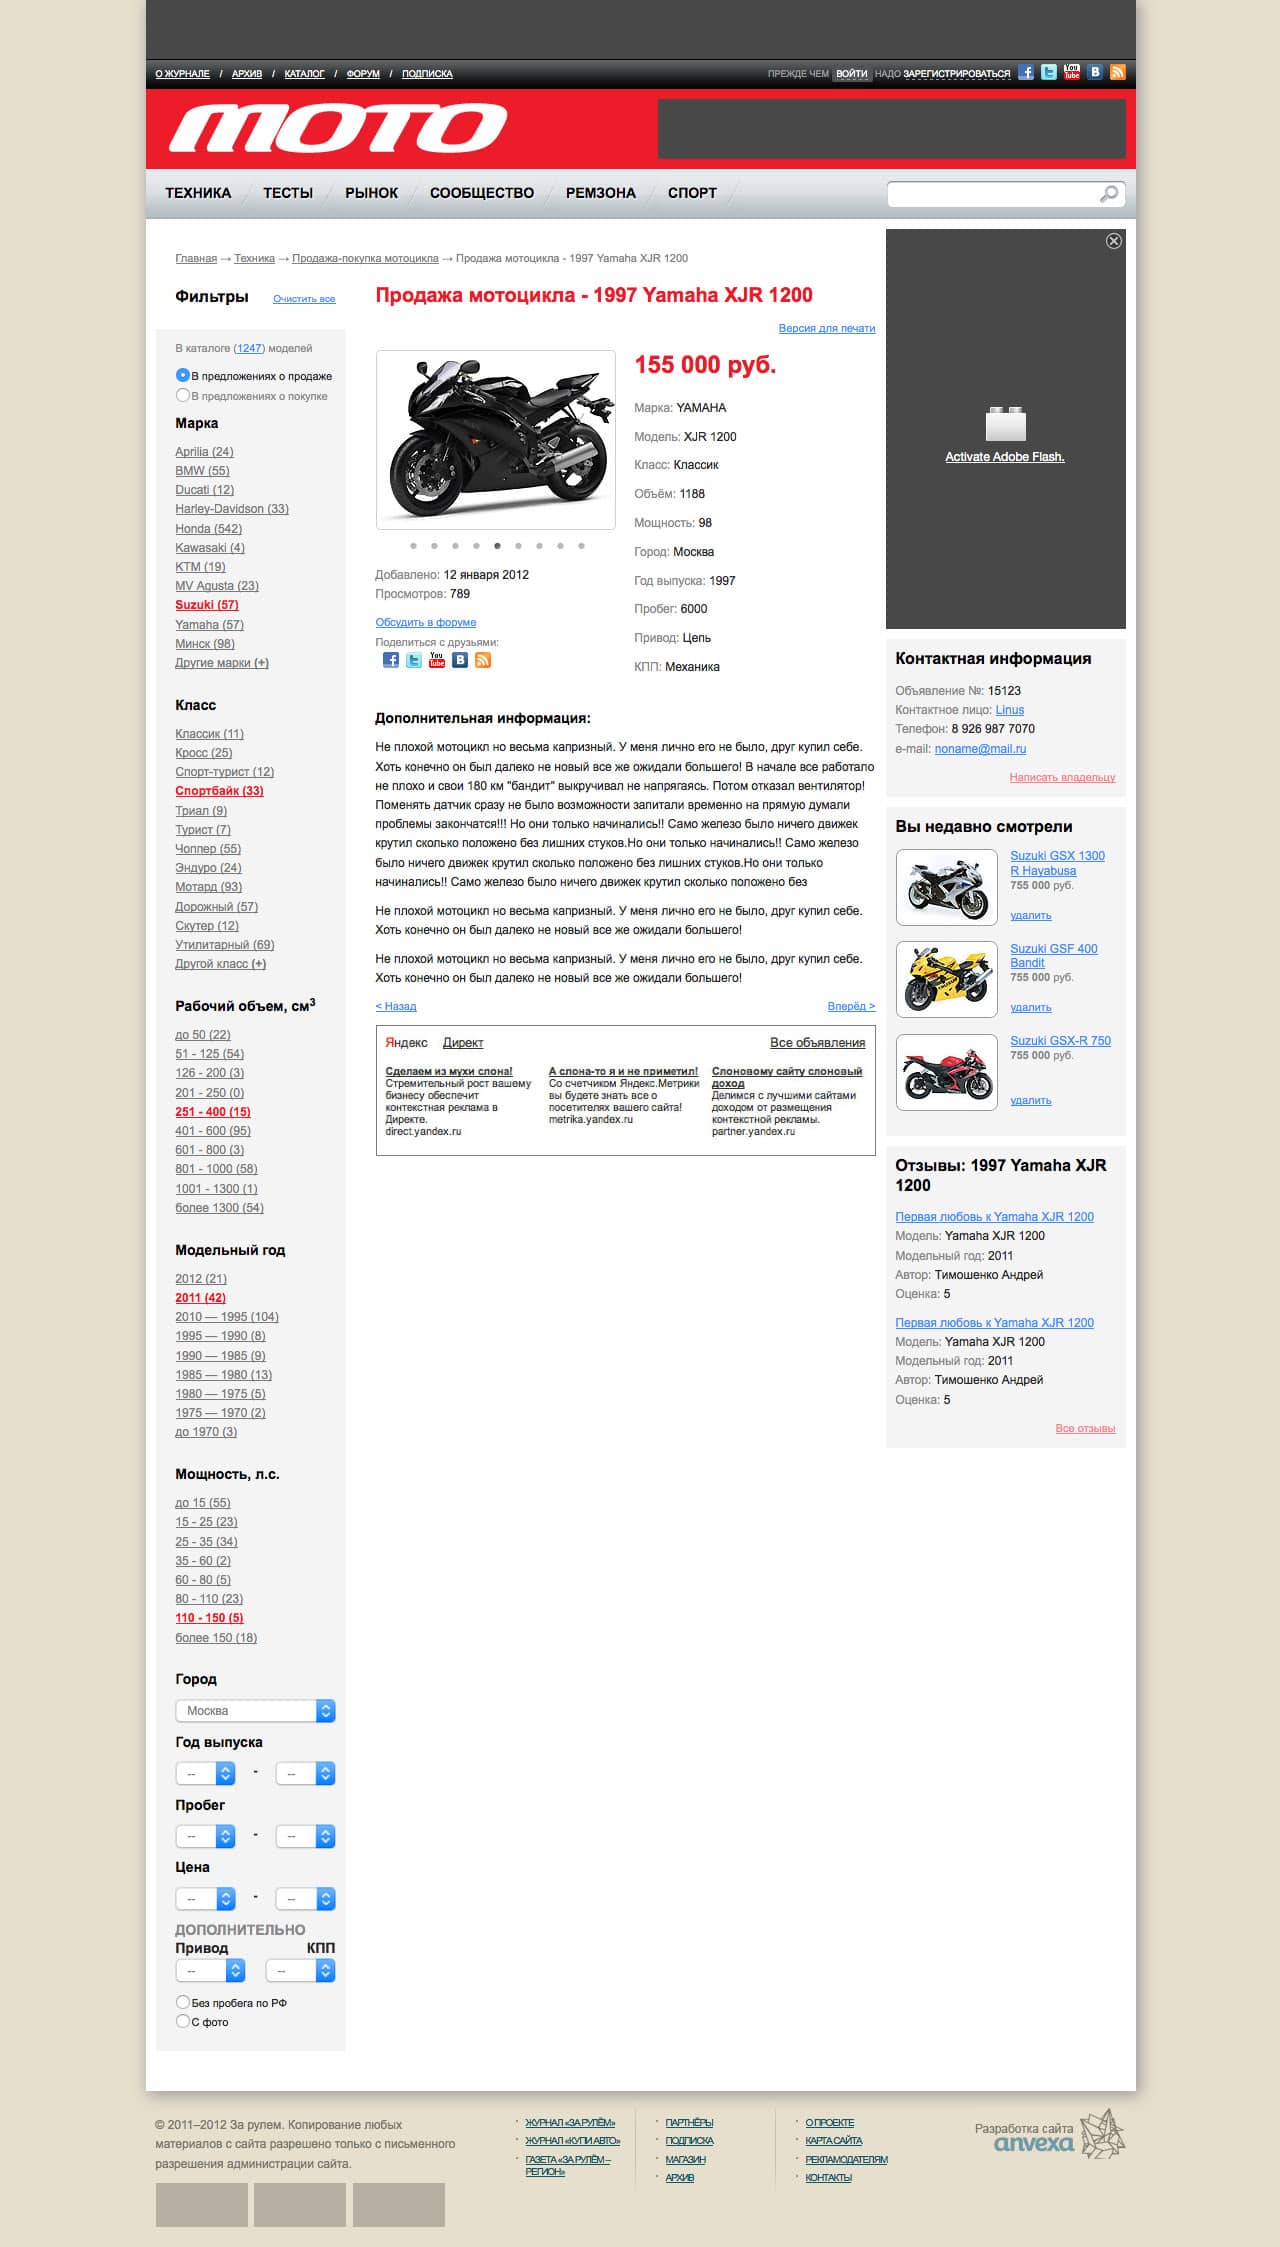 О ЖУРНАЛЕ / АРХИВ / КАТАЛОГ / ФОРУМ / ПОДПИСКА
ПРЕЖДЕ ЧЕМ ВОЙТИ НАДО ЗАРЕГИСТРИРОВАТЬСЯ
МОТО
ТЕХНИКА ТЕСТЫ РЫНОК СООБЩЕСТВО РЕМЗОНА СПОРТ
Главная → Техника → Продажа-покупка мотоцикла → Продажа мотоцикла - 1997 Yamaha XJR 1200
Фильтры Очистить все
В каталоге (1247) моделей
В предложениях о продаже
В предложениях о покупке
Марка
Aprilia (24)
BMW (55)
Ducati (12)
Harley-Davidson (33)
Honda (542)
Kawasaki (4)
KTM (19)
MV Agusta (23)
Suzuki (57)
Yamaha (57)
Минск (98)
Другие марки (+)
Класс
Классик (11)
Кросс (25)
Спорт-турист (12)
Спортбайк (33)
Триал (9)
Турист (7)
Чоппер (55)
Эндуро (24)
Мотард (93)
Дорожный (57)
Скутер (12)
Утилитарный (69)
Другой класс (+)
Рабочий объем, см3
до 50 (22)
51 - 125 (54)
126 - 200 (3)
201 - 250 (0)
251 - 400 (15)
401 - 600 (95)
601 - 800 (3)
801 - 1000 (58)
1001 - 1300 (1)
более 1300 (54)
Модельный год
2012 (21)
2011 (42)
2010 — 1995 (104)
1995 — 1990 (8)
1990 — 1985 (9)
1985 — 1980 (13)
1980 — 1975 (5)
1975 — 1970 (2)
до 1970 (3)
Мощность, л.с.
до 15 (55)
15 - 25 (23)
25 - 35 (34)
35 - 60 (2)
60 - 80 (5)
80 - 110 (23)
110 - 150 (5)
более 150 (18)
Город
Москва
Год выпуска
-- - --
Пробег
-- - --
Цена
-- - --
ДОПОЛНИТЕЛЬНО
Привод КПП
-- --
Без пробега по РФ
С фото
Продажа мотоцикла - 1997 Yamaha XJR 1200
Версия для печати
155 000 руб.
Марка: YAMAHA
Модель: XJR 1200
Класс: Классик
Объём: 1188
Мощность: 98
Город: Москва
Год выпуска: 1997
Пробег: 6000
Привод: Цепь
КПП: Механика
Добавлено: 12 января 2012
Просмотров: 789
Обсудить в форуме
Поделиться с друзьями:
Дополнительная информация:
Не плохой мотоцикл но весьма капризный. У меня лично его не было, друг купил себе.
Хоть конечно он был далеко не новый все же ожидали большего! В начале все работало
не плохо и свои 180 км "бандит" выкручивал не напрягаясь. Потом отказал вентилятор!
Поменять датчик сразу не было возможности запитали временно на прямую думали
проблемы закончатся!!! Но они только начинались!! Само железо было ничего движек
крутил сколько положено без лишних стуков.Но они только начинались!! Само железо
было ничего движек крутил сколько положено без лишних стуков.Но они только
начинались!! Само железо было ничего движек крутил сколько положено без
Не плохой мотоцикл но весьма капризный. У меня лично его не было, друг купил себе.
Хоть конечно он был далеко не новый все же ожидали большего!
Не плохой мотоцикл но весьма капризный. У меня лично его не было, друг купил себе.
Хоть конечно он был далеко не новый все же ожидали большего!
< Назад Вперёд >
Яндекс Директ Все объявления
Сделаем из мухи слона!
Стремительный рост вашему
бизнесу обеспечит
контекстная реклама в
Директе.
direct.yandex.ru
А слона-то я и не приметил!
Со счетчиком Яндекс.Метрики
вы будете знать все о
посетителях вашего сайта!
metrika.yandex.ru
Слоновому сайту слоновый
доход
Делимся с лучшими сайтами
доходом от размещения
контекстной рекламы.
partner.yandex.ru
Activate Adobe Flash.
Контактная информация
Объявление №: 15123
Контактное лицо: Linus
Телефон: 8 926 987 7070
e-mail: noname@mail.ru
Написать владельцу
Вы недавно смотрели
Suzuki GSX 1300
R Hayabusa
755 000 руб.
удалить
Suzuki GSF 400
Bandit
755 000 руб.
удалить
Suzuki GSX-R 750
755 000 руб.
удалить
Отзывы: 1997 Yamaha XJR
1200
Первая любовь к Yamaha XJR 1200
Модель: Yamaha XJR 1200
Модельный год: 2011
Автор: Тимошенко Андрей
Оценка: 5
Первая любовь к Yamaha XJR 1200
Модель: Yamaha XJR 1200
Модельный год: 2011
Автор: Тимошенко Андрей
Оценка: 5
Все отзывы
© 2011–2012 За рулем. Копирование любых
материалов с сайта разрешено только с письменного
разрешения администрации сайта.
ЖУРНАЛ «ЗА РУЛЁМ»
ЖУРНАЛ «КУПИ АВТО»
ГАЗЕТА «ЗА РУЛЁМ –
РЕГИОН»
ПАРТНЁРЫ
ПОДПИСКА
МАГАЗИН
АРХИВ
О ПРОЕКТЕ
КАРТА САЙТА
РЕКЛАМОДАТЕЛЯМ
КОНТАКТЫ
Разработка сайта
anvexa